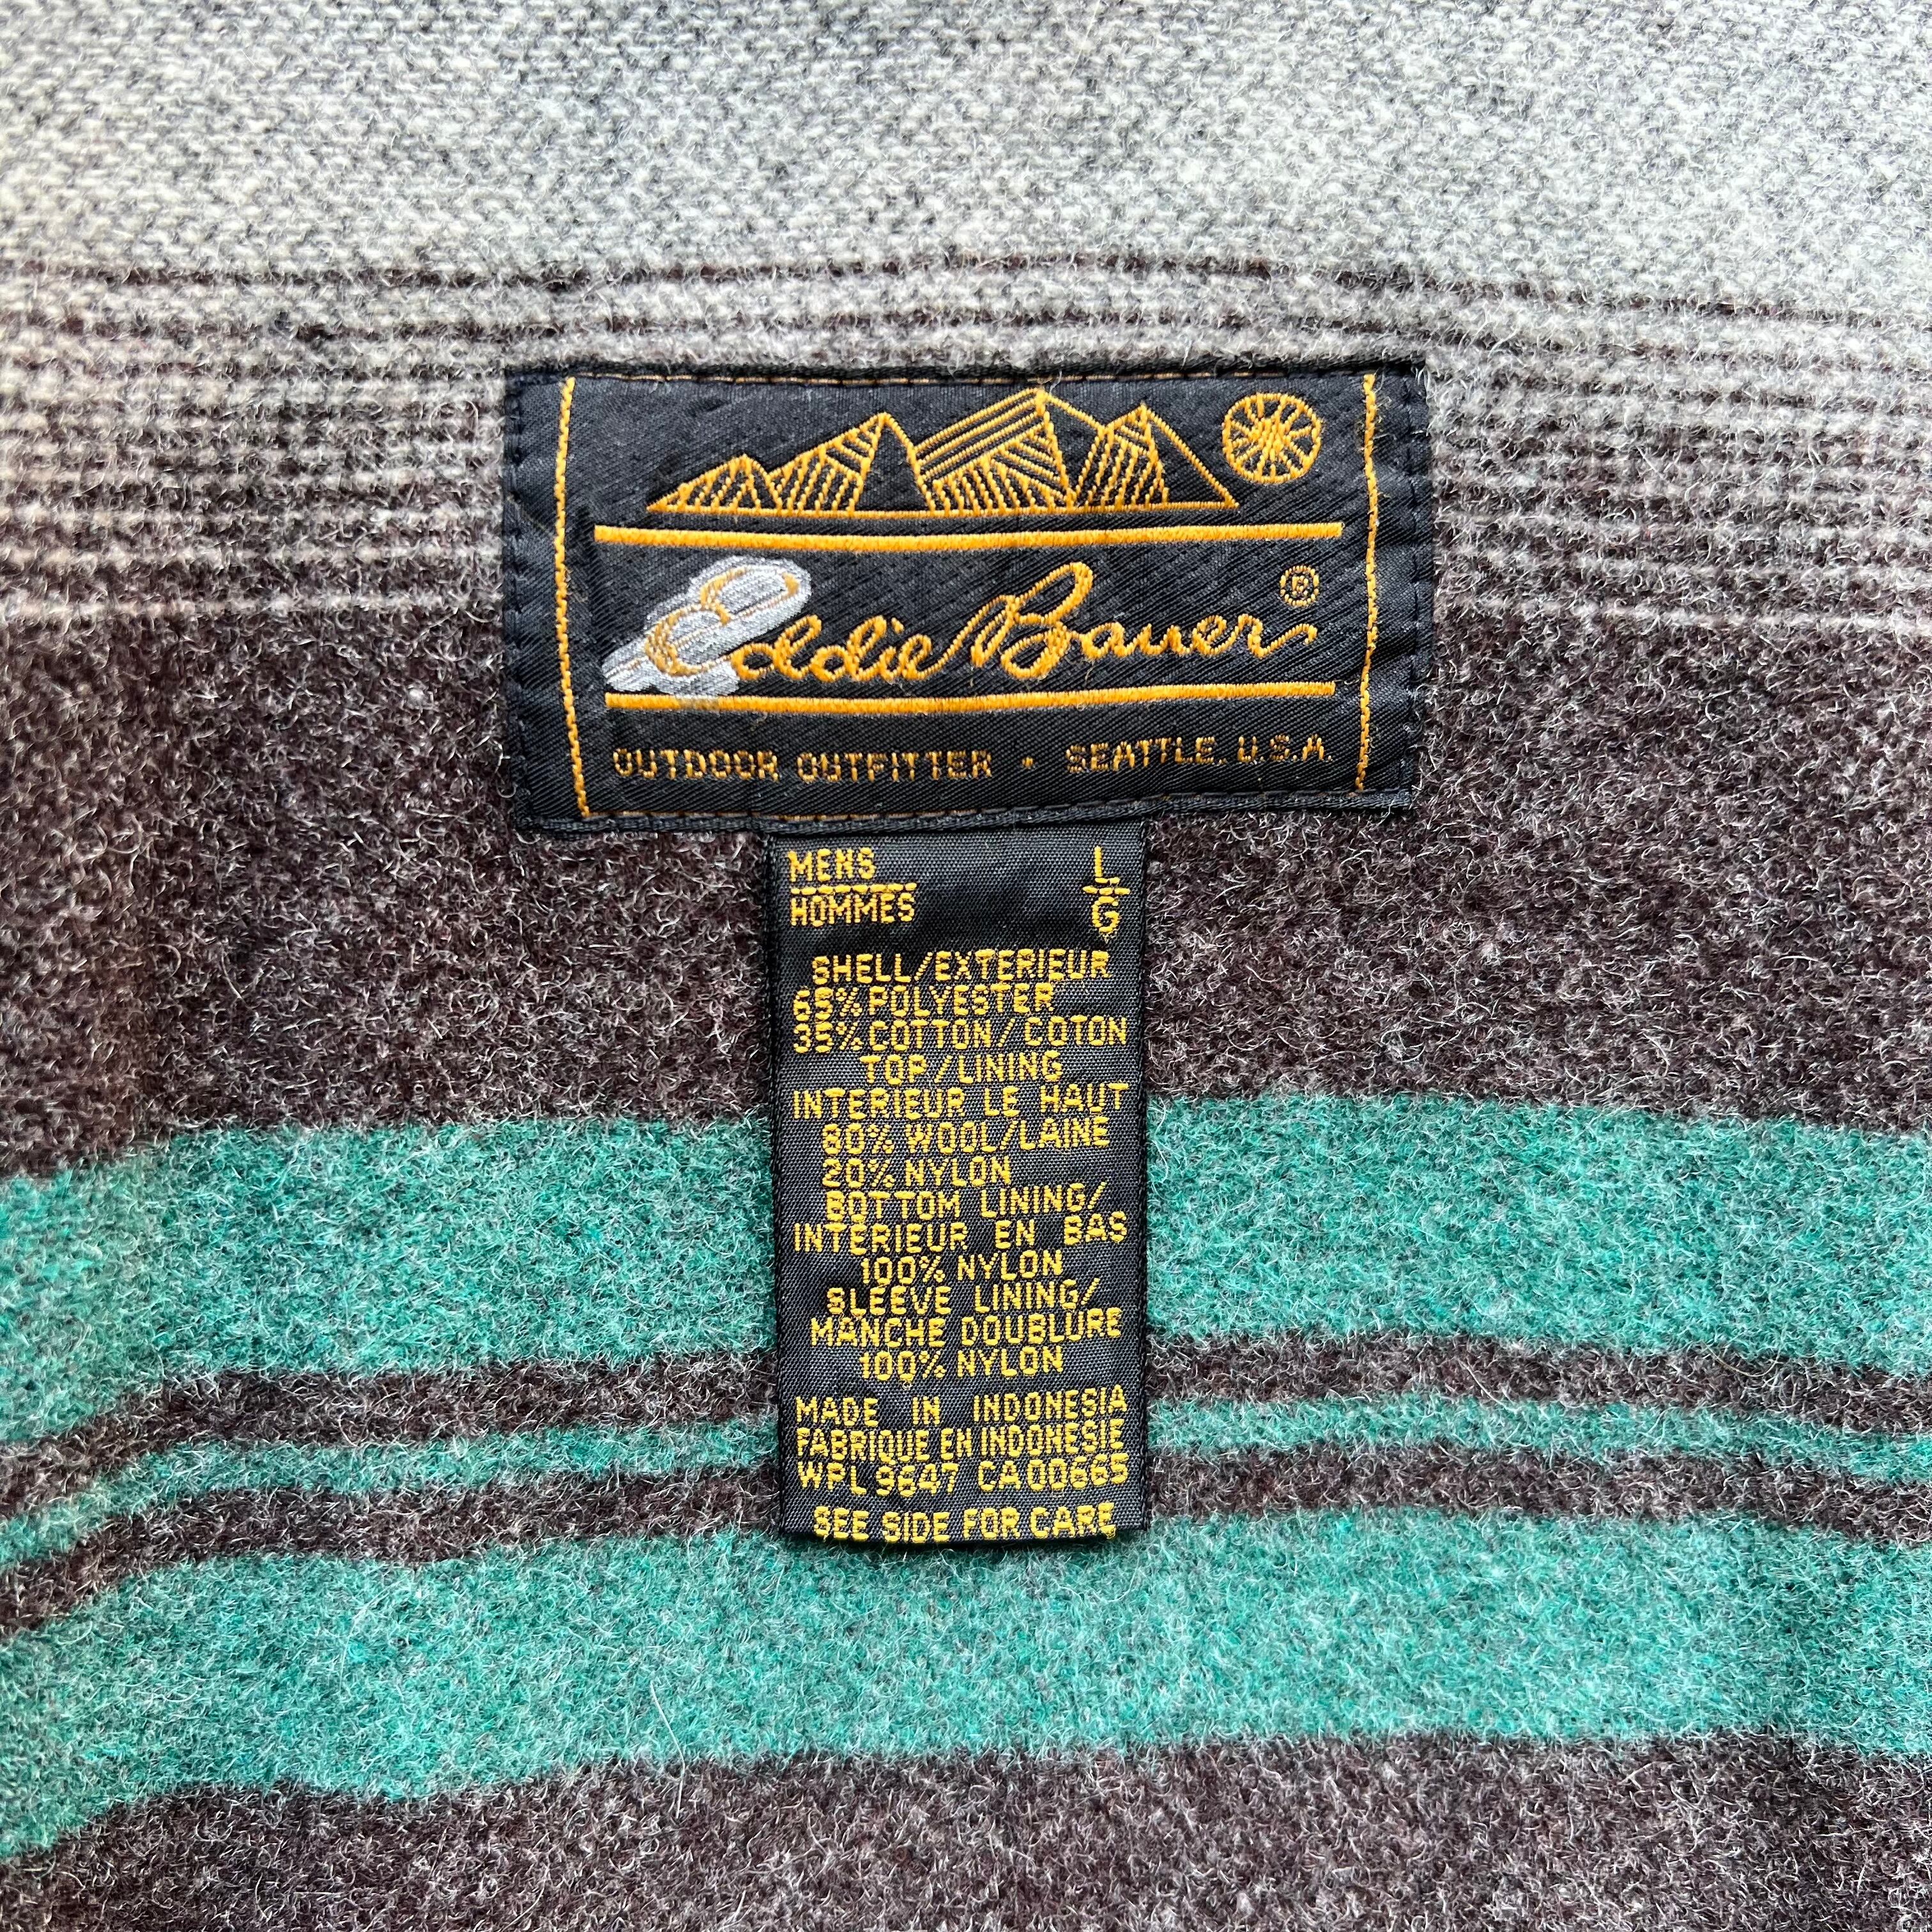 Eddie Bauer®
OUTDOOR OUTFITTER · SEATTLE, U.S.A.
MENS L
HOMMES G
SHELL/EXTERIEUR
65% POLYESTER
35% COTTON/COTON
TOP/LINING
INTERIEUR LE HAUT
80% WOOL/LAINE
20% NYLON
BOTTOM LINING/
INTERIEUR EN BAS
100% NYLON
SLEEVE LINING/
MANCHE DOUBLURE
100% NYLON
MADE IN INDONESIA
FABRIQUE EN INDONESIE
WPL 9647 CA 00665
SEE SIDE FOR CARE